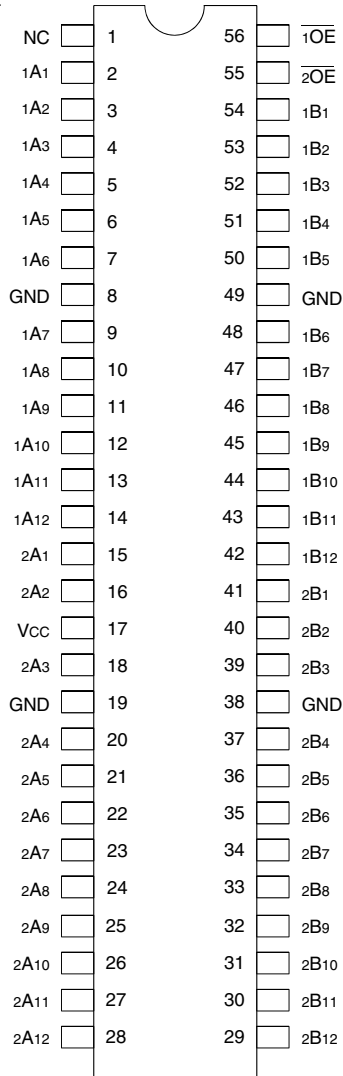 NC 1 56 1OE
1A1 2 55 2OE
1A2 3 54 1B1
1A3 4 53 1B2
1A4 5 52 1B3
1A5 6 51 1B4
1A6 7 50 1B5
GND 8 49 GND
1A7 9 48 1B6
1A8 10 47 1B7
1A9 11 46 1B8
1A10 12 45 1B9
1A11 13 44 1B10
1A12 14 43 1B11
2A1 15 42 1B12
2A2 16 41 2B1
VCC 17 40 2B2
2A3 18 39 2B3
GND 19 38 GND
2A4 20 37 2B4
2A5 21 36 2B5
2A6 22 35 2B6
2A7 23 34 2B7
2A8 24 33 2B8
2A9 25 32 2B9
2A10 26 31 2B10
2A11 27 30 2B11
2A12 28 29 2B12